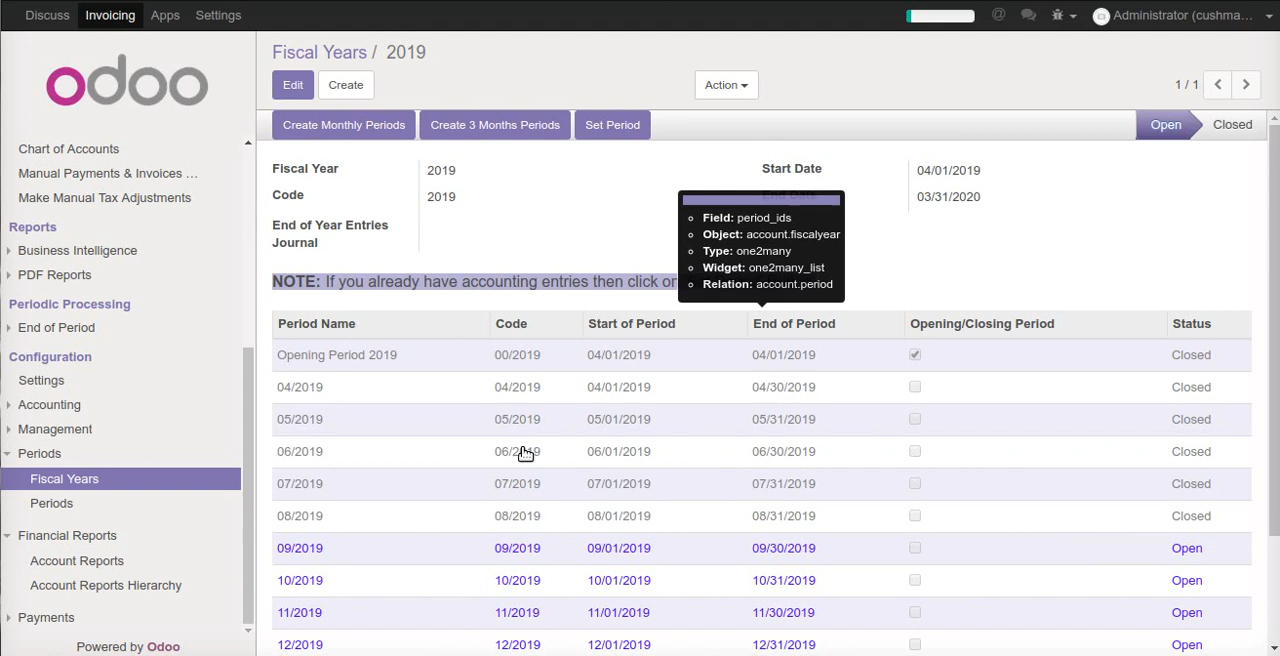 Discuss Invoicing Apps Settings @ Administrator (cushma...
odoo
Fiscal Years / 2019
Edit Create Action 1 / 1
Create Monthly Periods Create 3 Months Periods Set Period Open Closed
Chart of Accounts
Manual Payments & Invoices ...
Make Manual Tax Adjustments
Reports
Business Intelligence
PDF Reports
Periodic Processing
End of Period
Configuration
Settings
Accounting
Management
Periods
Fiscal Years
Periods
Financial Reports
Account Reports
Account Reports Hierarchy
Payments
Powered by Odoo
Fiscal Year 2019 Start Date 04/01/2019
Code 2019 End Date 03/31/2020
End of Year Entries
Journal
Field: period_ids
Object: account.fiscalyear
Type: one2many
Widget: one2many_list
Relation: account.period
NOTE: If you already have accounting entries then click or
Period Name Code Start of Period End of Period Opening/Closing Period Status
Opening Period 2019 00/2019 04/01/2019 04/01/2019 Closed
04/2019 04/2019 04/01/2019 04/30/2019 Closed
05/2019 05/2019 05/01/2019 05/31/2019 Closed
06/2019 06/2019 06/01/2019 06/30/2019 Closed
07/2019 07/2019 07/01/2019 07/31/2019 Closed
08/2019 08/2019 08/01/2019 08/31/2019 Closed
09/2019 09/2019 09/01/2019 09/30/2019 Open
10/2019 10/2019 10/01/2019 10/31/2019 Open
11/2019 11/2019 11/01/2019 11/30/2019 Open
12/2019 12/2019 12/01/2019 12/31/2019 Open